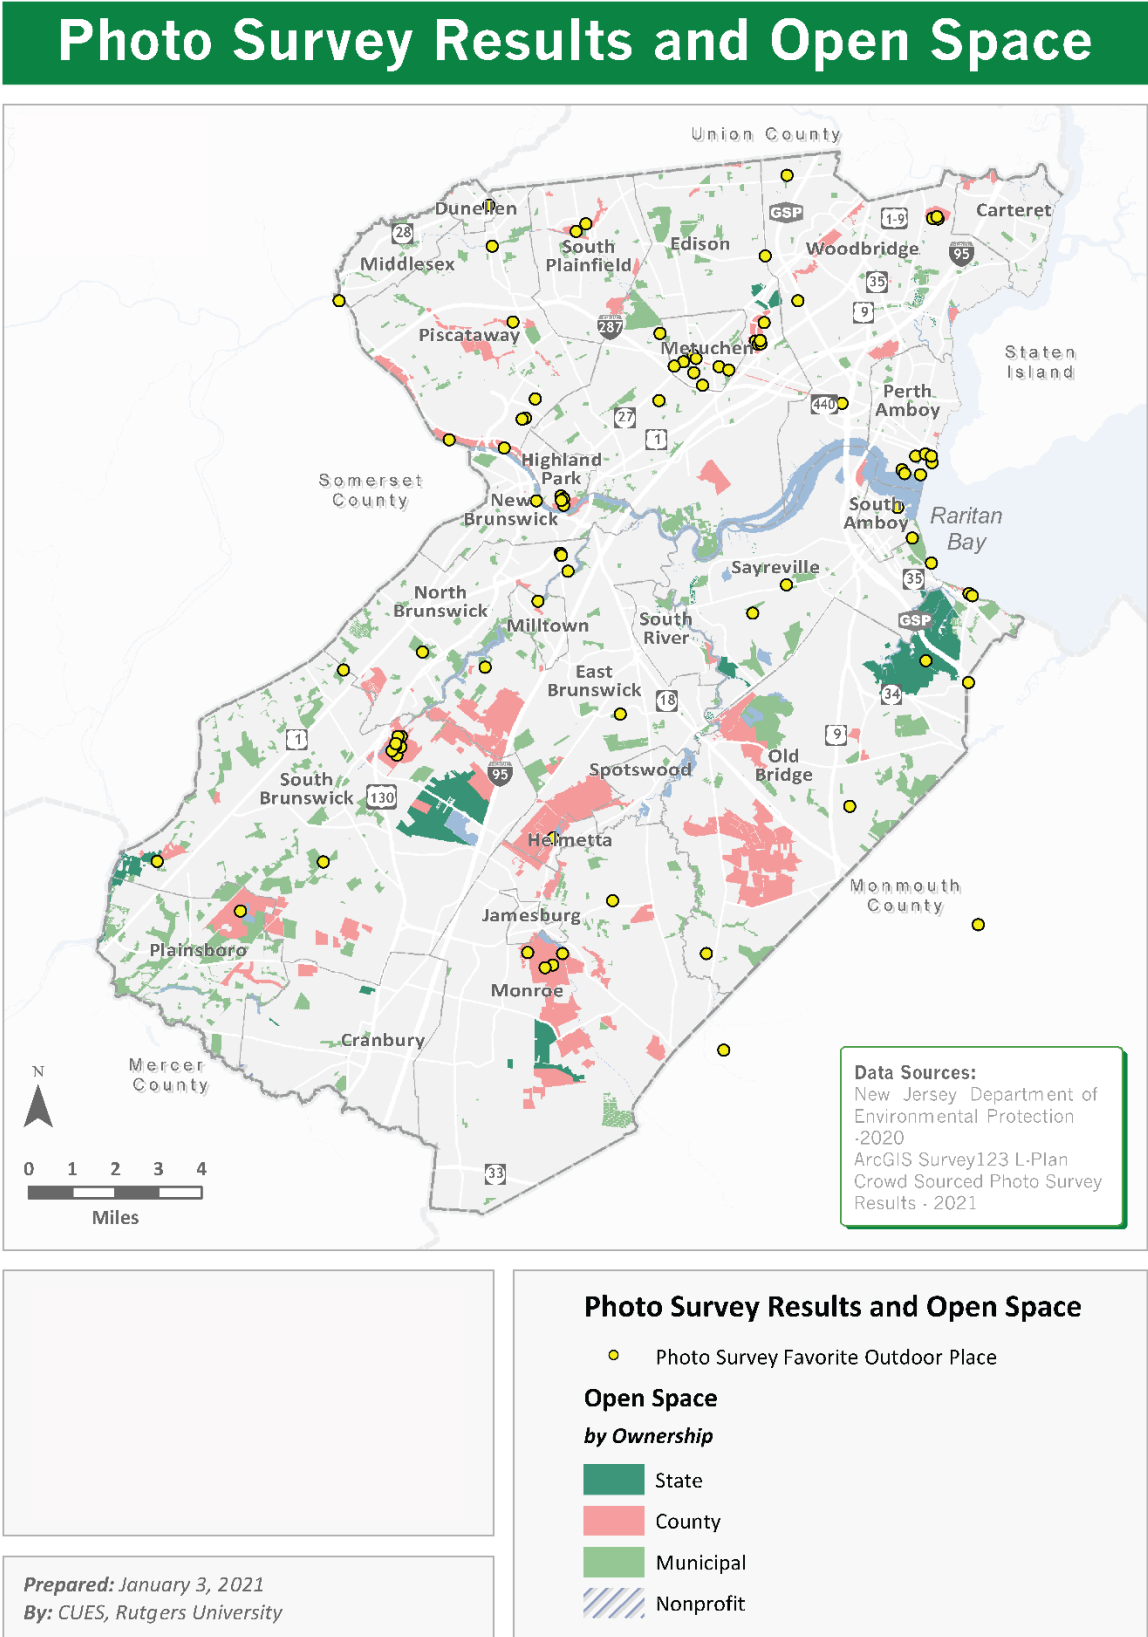 Photo Survey Results and Open Space
Union County
Dunellen
GSP
1-9
Carteret
28
South
Plainfield
Edison
Woodbridge
95
Middlesex
35
9
Piscataway
287
Metuchen
Staten
Island
Perth
Amboy
440
27
1
Highland
Park
Somerset
County
New
Brunswick
South
Amboy
Raritan
Bay
Sayreville
35
North
Brunswick
Milltown
South
River
GSP
East
Brunswick
18
34
1
9
South
Brunswick
95
Spotswood
Old
Bridge
130
Helmetta
Monmouth
County
Jamesburg
Plainsboro
Monroe
Cranbury
Mercer
County
N
0 1 2 3 4
Miles
33
Data Sources:
New Jersey Department of
Environmental Protection
-2020
ArcGIS Survey123 L-Plan
Crowd Sourced Photo Survey
Results - 2021
Photo Survey Results and Open Space
Photo Survey Favorite Outdoor Place
Open Space
by Ownership
State
County
Municipal
Nonprofit
Prepared: January 3, 2021
By: CUES, Rutgers University